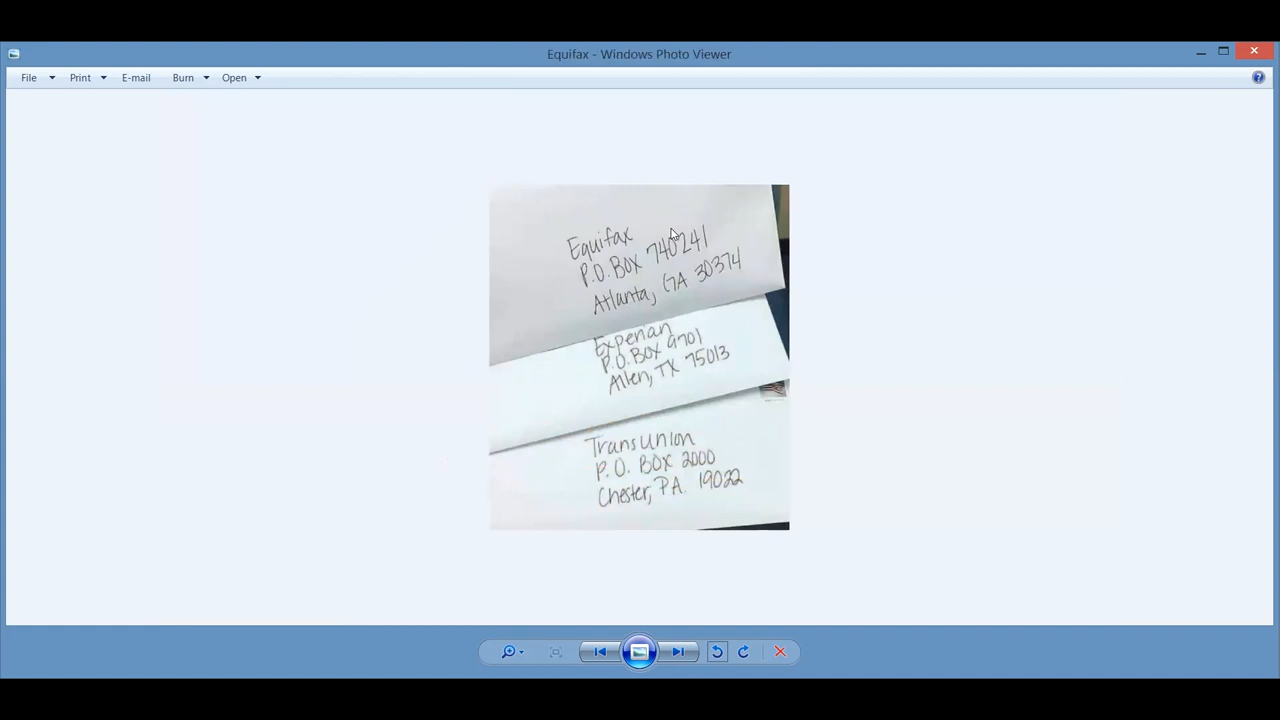 Equifax - Windows Photo Viewer
File Print E-mail Burn Open
Equifax
P.O. Box 740241
Atlanta, GA 30374
Experian
P.O. Box 9701
Allen, TX 75013
TransUnion
P.O. Box 2000
Chester, PA 19022